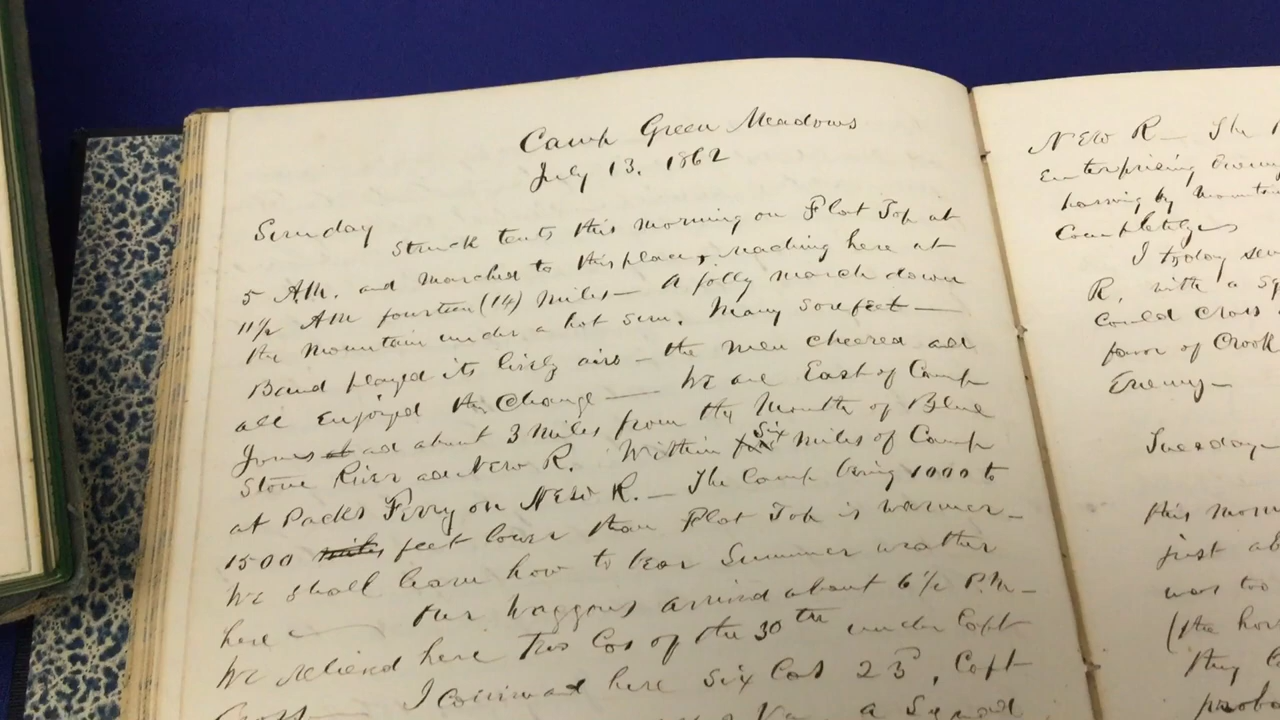 Camp Green Meadows
July 13. 1862
Sunday Struck tents this morning on Flat Top at
5 A.M. and marched to this place, reaching here at
11½ A.M. fourteen (14) miles — A jolly march down
the mountain under a hot sun. Many sore feet —
Band played its lively airs — the men cheered and
all enjoyed the Change — We are East of Camp
Jones at and about 3 miles from the Mouth of Blue
Stone River and New R. Within Six miles of Camp
at Packs Ferry on New R. — The Camp being 1000 to
1500 miles feet lower than Flat Top is warmer —
We shall learn how to bear Summer weather
here — Our waggons arrived about 6½ P.M. —
We relieved here two Cos of the 30th under Capt
I command here six Cos 23, Capt
a Squad
New R — The
Enterprising Enemy
Completely
I today
R. with a
Could Cross
favor of Crook
Enemy —
Tuesday
this morn
just
was too
(the
they